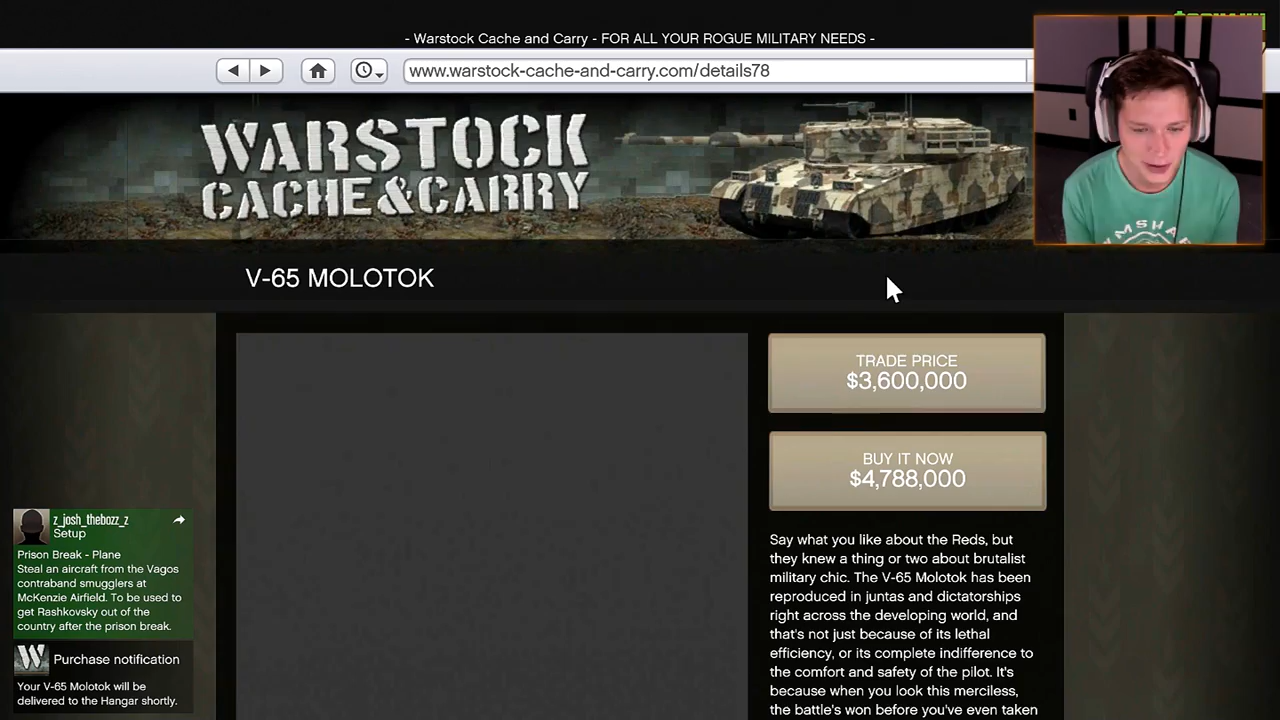 - Warstock Cache and Carry - FOR ALL YOUR ROGUE MILITARY NEEDS -
www.warstock-cache-and-carry.com/details78
WARSTOCK
CACHE & CARRY
V-65 MOLOTOK
TRADE PRICE
$3,600,000
BUY IT NOW
$4,788,000
Say what you like about the Reds, but
they knew a thing or two about brutalist
military chic. The V-65 Molotok has been
reproduced in juntas and dictatorships
right across the developing world, and
that's not just because of its lethal
efficiency, or its complete indifference to
the comfort and safety of the pilot. It's
because when you look this merciless,
the battle's won before you've even taken
z_josh_thebozz_z
Setup
Prison Break - Plane
Steal an aircraft from the Vagos
contraband smugglers at
McKenzie Airfield. To be used to
get Rashkovsky out of the
country after the prison break.
W
Purchase notification
Your V-65 Molotok will be
delivered to the Hangar shortly.